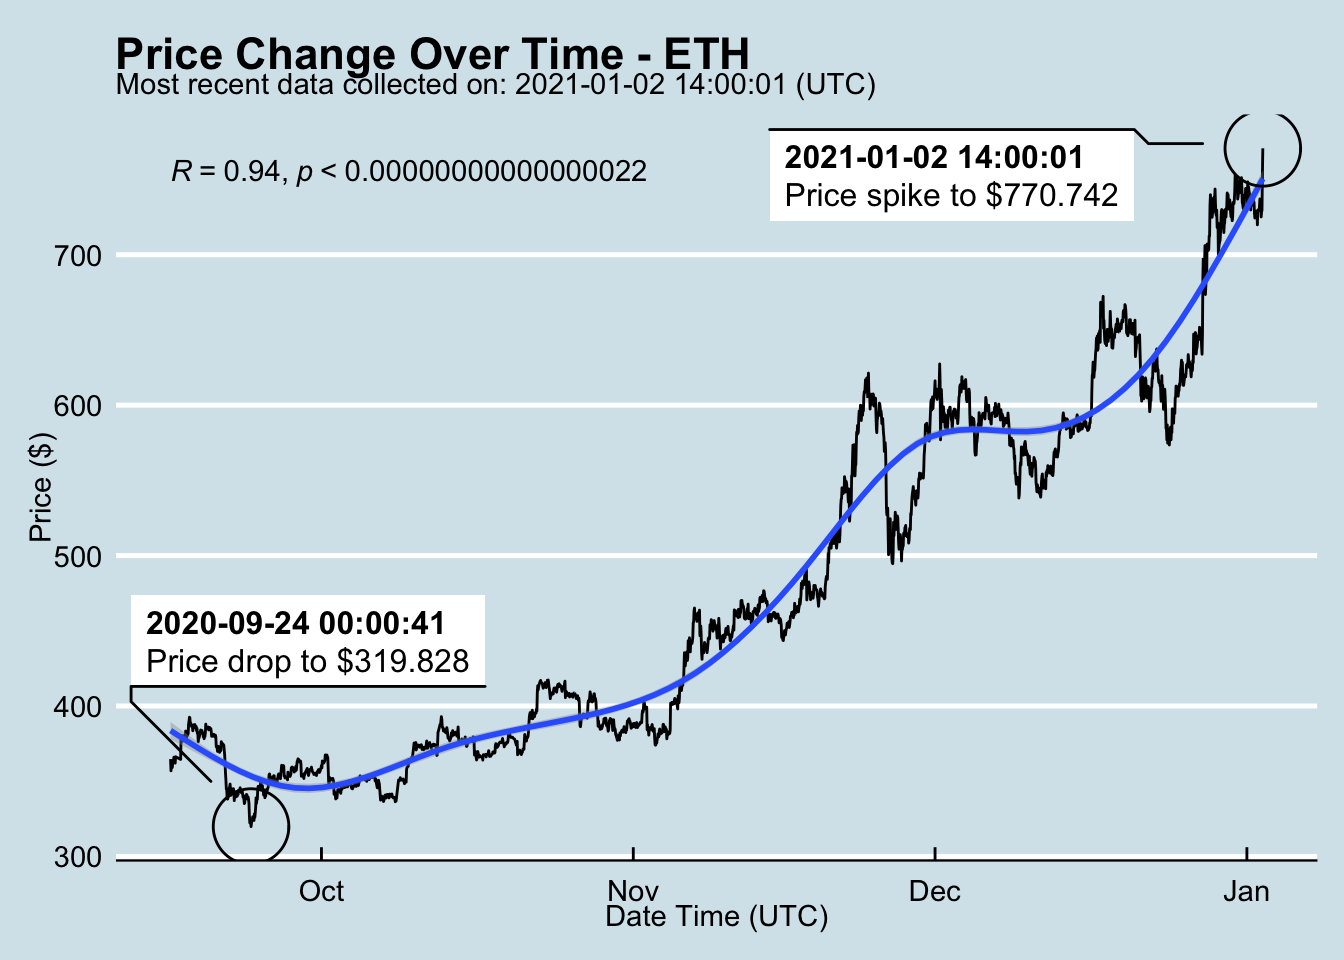 Price Change Over Time - ETH
Most recent data collected on: 2021-01-02 14:00:01 (UTC)
R = 0.94, p < 0.00000000000000022
2021-01-02 14:00:01
Price spike to $770.742
700
600
500
400
300
Price ($)
2020-09-24 00:00:41
Price drop to $319.828
Oct
Nov
Dec
Jan
Date Time (UTC)